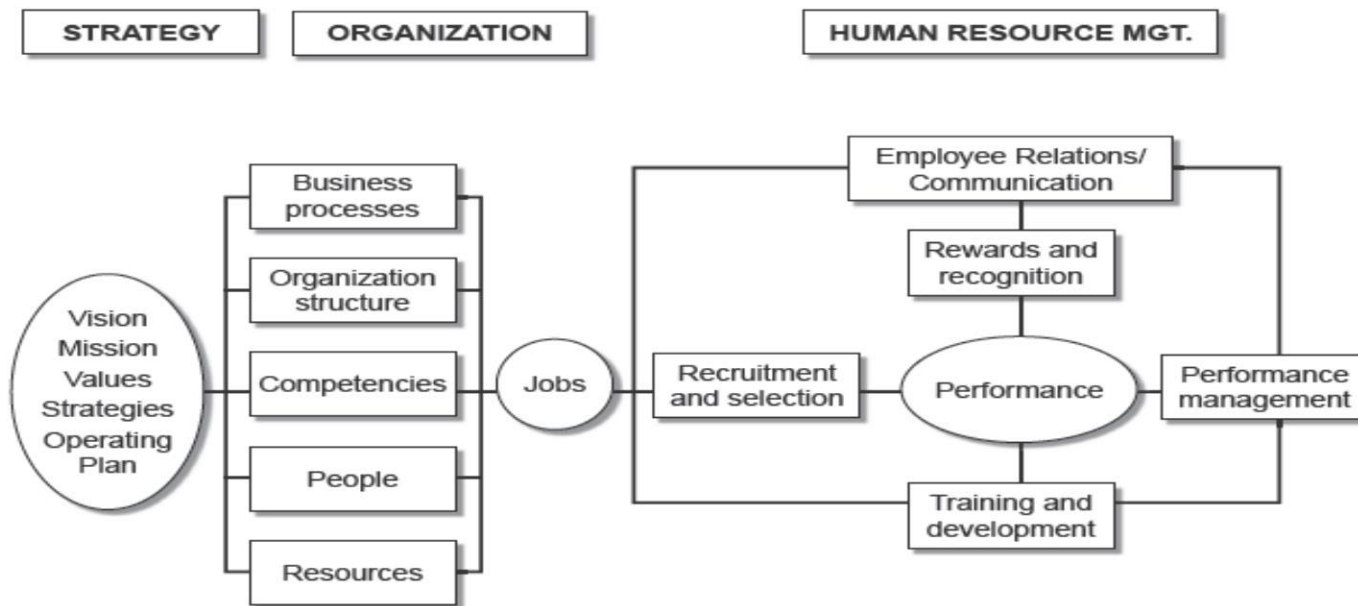 STRATEGY
ORGANIZATION
HUMAN RESOURCE MGT.
Vision
Mission
Values
Strategies
Operating
Plan
Business
processes
Organization
structure
Competencies
People
Resources
Jobs
Employee Relations/
Communication
Rewards and
recognition
Recruitment
and selection
Performance
Performance
management
Training and
development